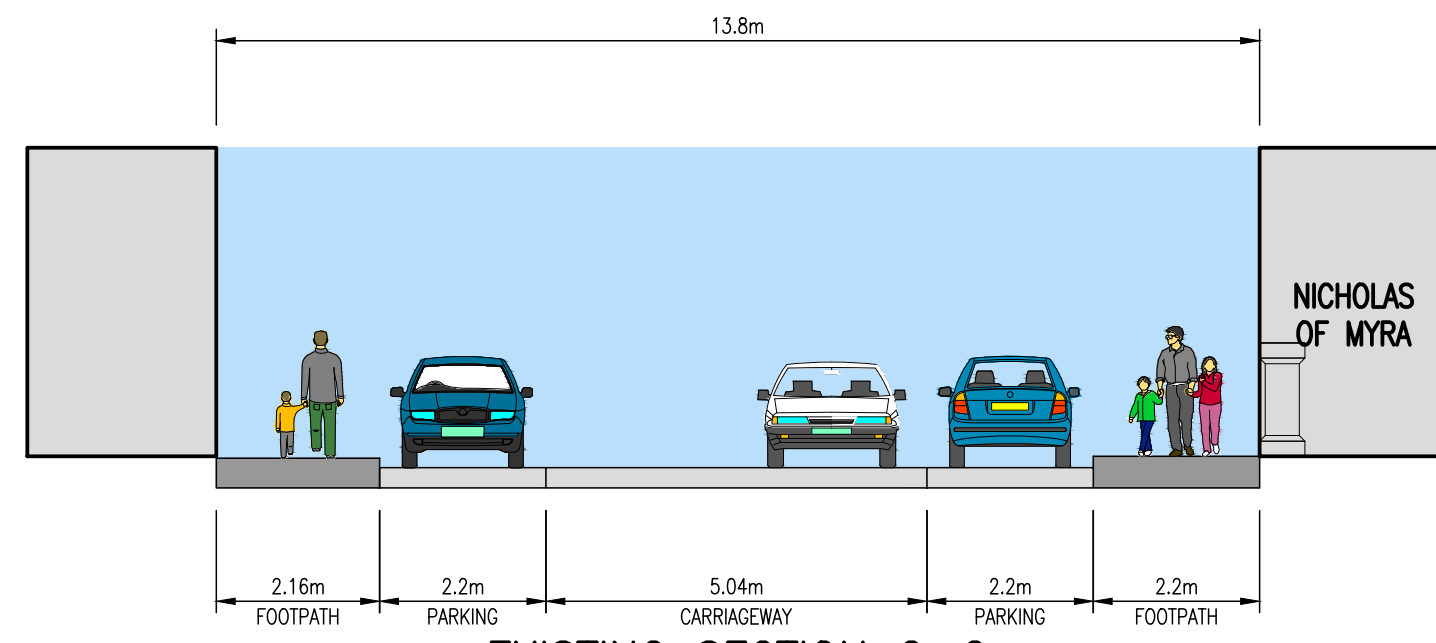 13.8m
NICHOLAS
OF MYRA
2.16m
2.2m
5.04m
2.2m
2.2m
FOOTPATH
PARKING
CARRIAGEWAY
PARKING
FOOTPATH